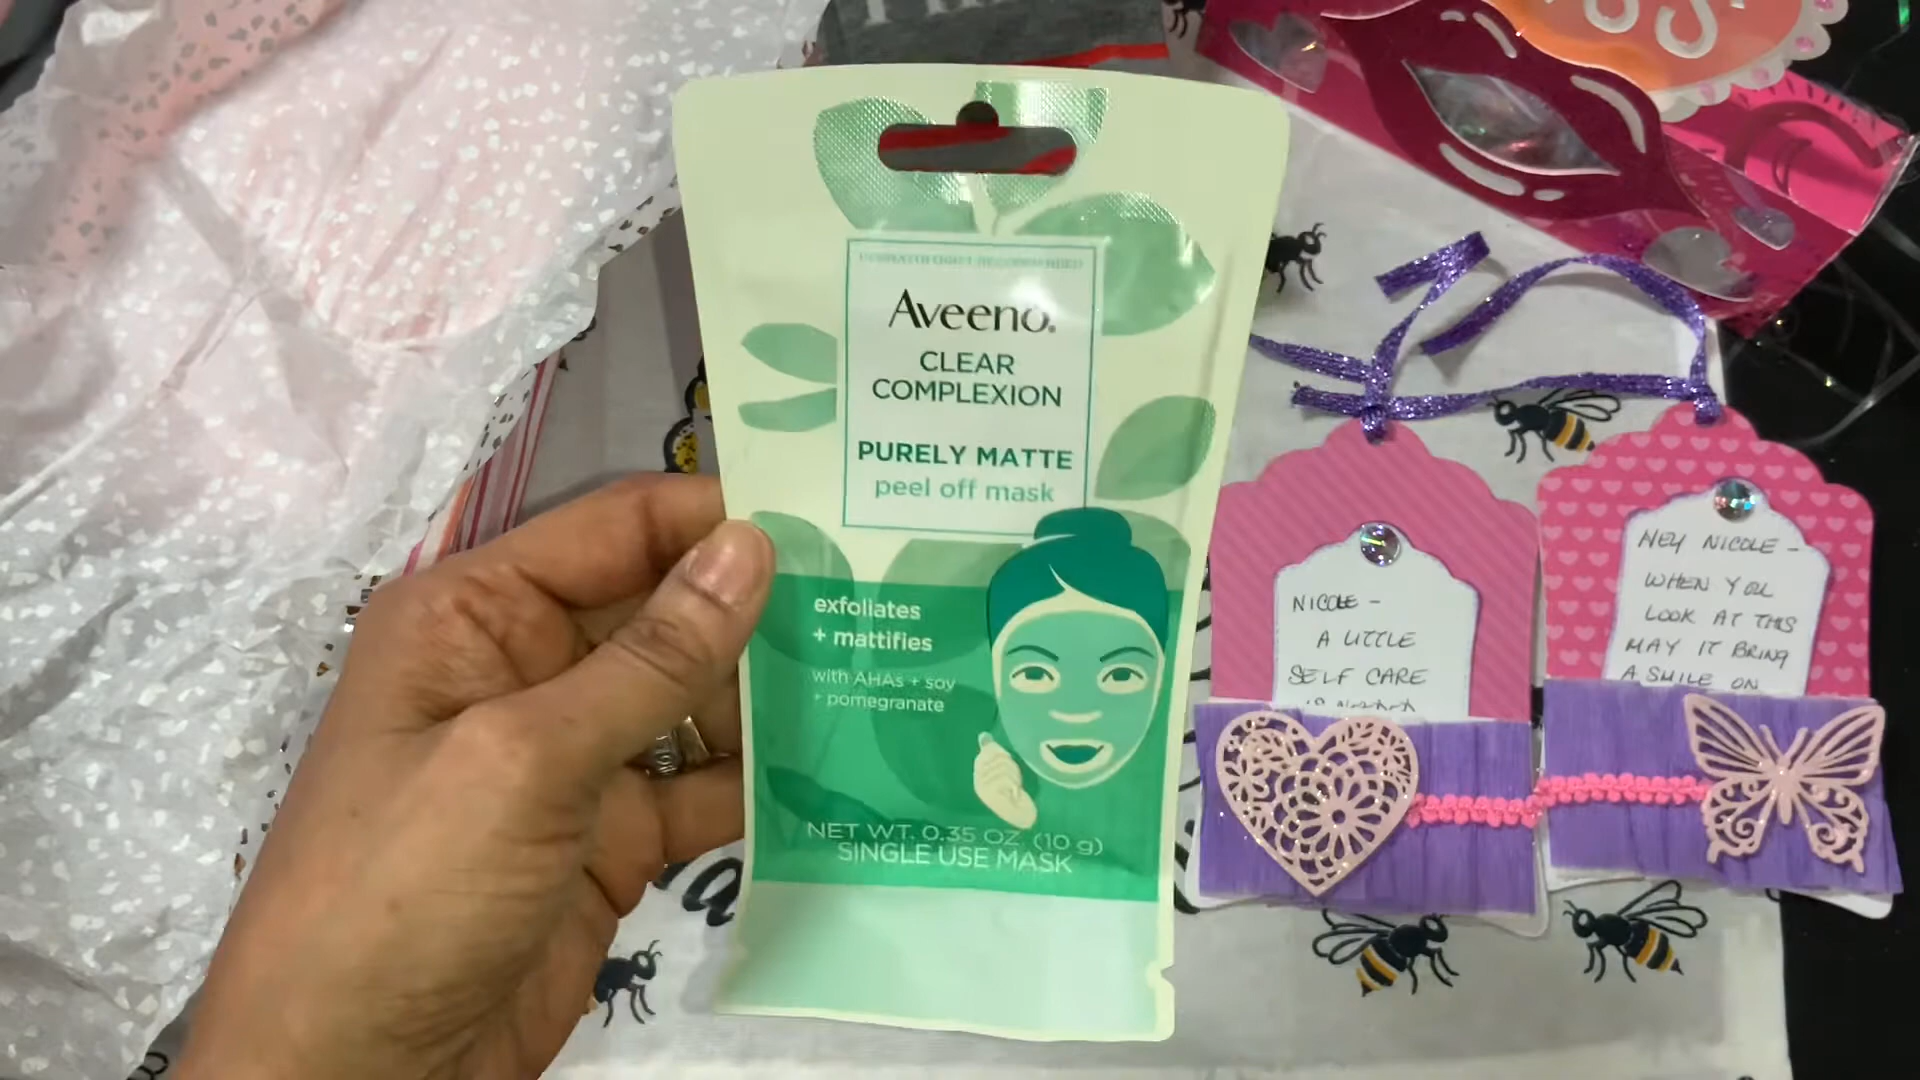 DERMATOLOGIST RECOMMENDED
Aveeno.
CLEAR
COMPLEXION
PURELY MATTE
peel off mask
exfoliates
+ mattifies
with AHAs + soy
+ pomegranate
NET WT. 0.35 OZ. (10 g)
SINGLE USE MASK
NICOLE -
A LITTLE
SELF CARE
HEY NICOLE -
WHEN YOU
LOOK AT THIS
MAY IT BRING
A SMILE ON